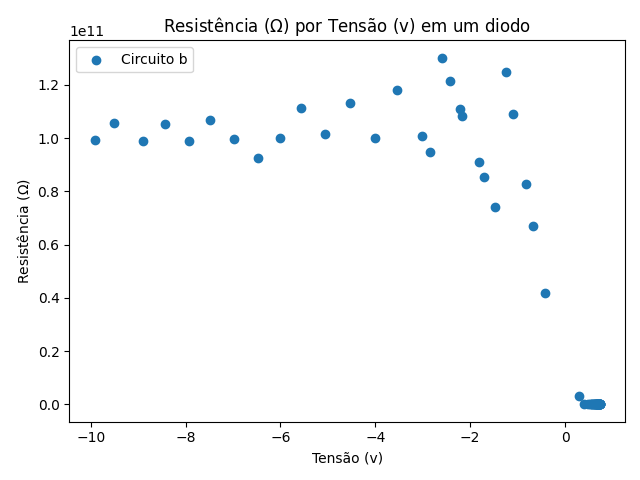 Resistência (Ω) por Tensão (v) em um diodo
1e11
Circuito b
1.2
1.0
0.8
0.6
0.4
0.2
0.0
Resistência (Ω)
−10
−8
−6
−4
−2
0
Tensão (v)